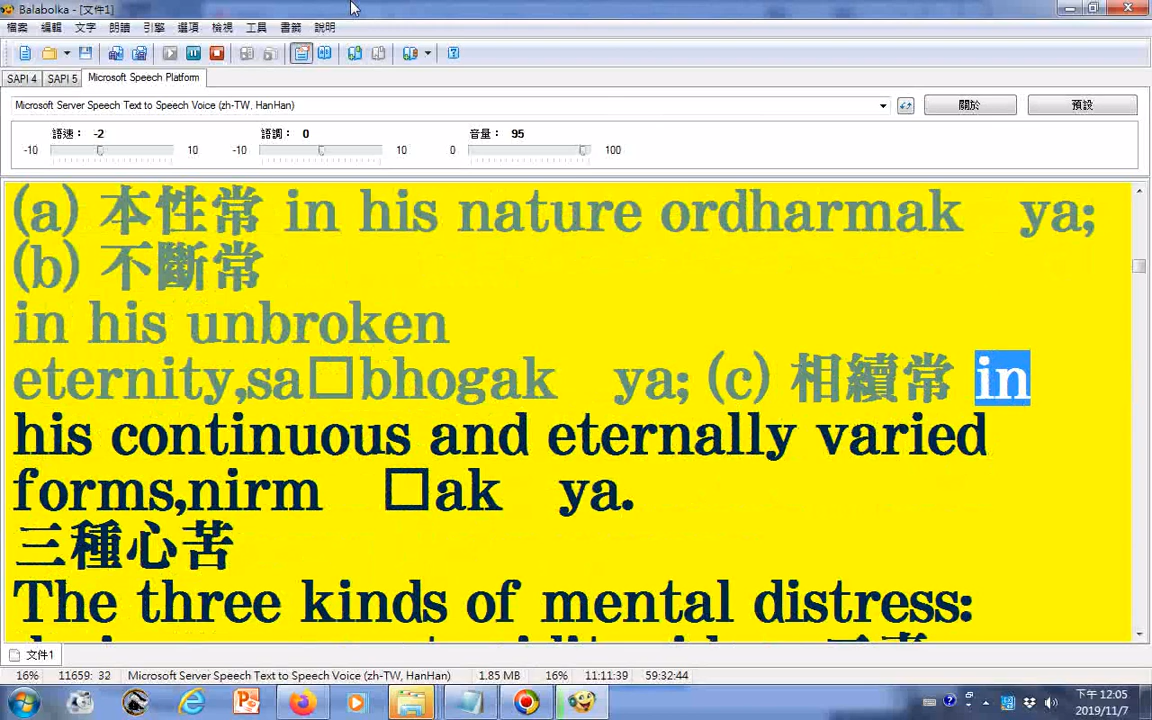 Balabolka - [文件1]
檔案 編輯 文字 朗讀 引擎 選項 檢視 工具 書籤 說明
SAPI 4 SAPI 5 Microsoft Speech Platform
Microsoft Server Speech Text to Speech Voice (zh-TW, HanHan) 關於 預設
語速： -2 語調： 0 音量： 95
-10 10 -10 10 0 100
(a) 本性常 in his nature ordharmak ya;
(b) 不斷常
in his unbroken
eternity,sa□bhogak ya; (c) 相續常 in
his continuous and eternally varied
forms,nirm □ak ya.
三種心苦
The three kinds of mental distress:
文件1
16% 11659: 32 Microsoft Server Speech Text to Speech Voice (zh-TW, HanHan) 1.85 MB 16% 11:11:39 59:32:44
下午 12:05
2019/11/7